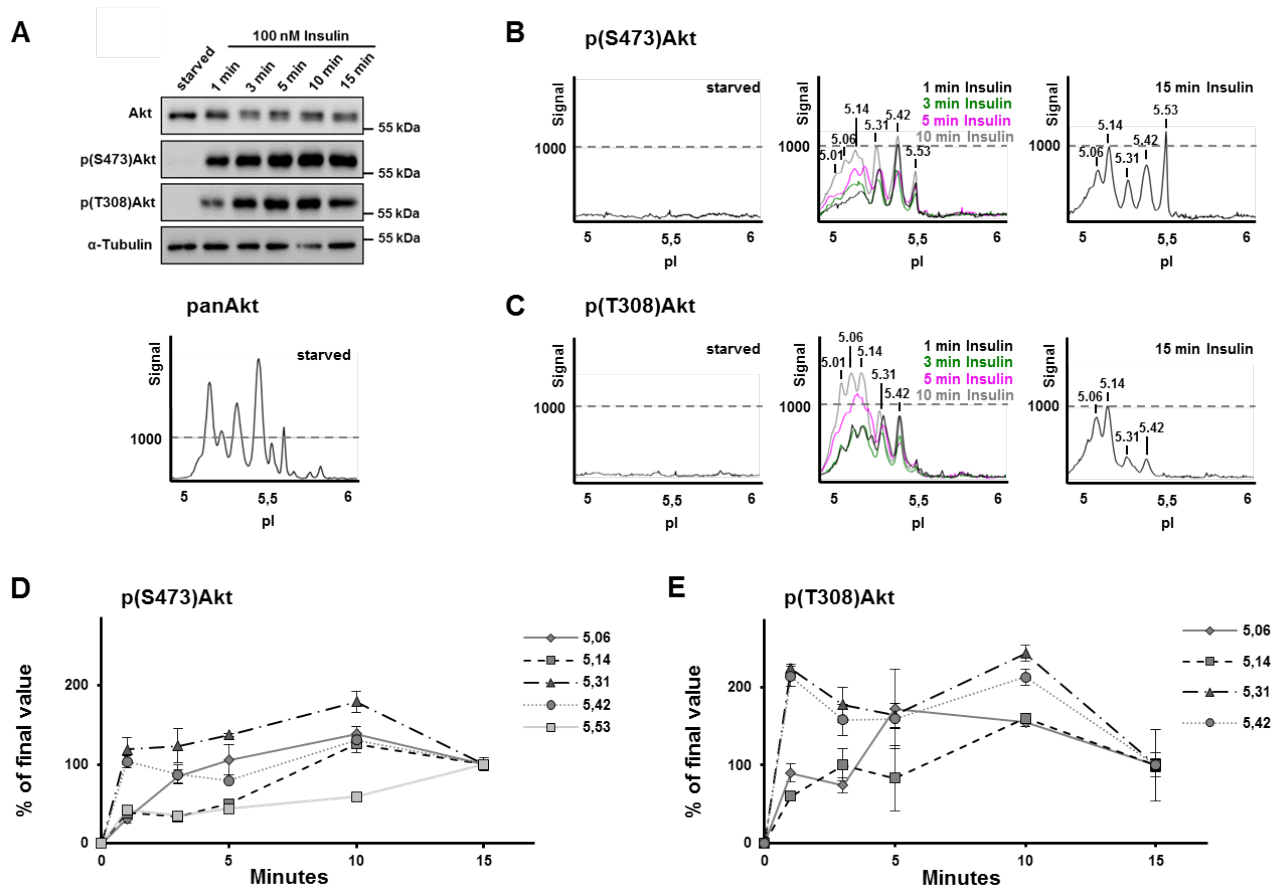 A
100 nM Insulin
starved
1 min
3 min
5 min
10 min
15 min
Akt
55 kDa
p(S473)Akt
55 kDa
p(T308)Akt
55 kDa
α-Tubulin
55 kDa
panAkt
Signal
starved
1000
5 5,5 6
pI
B
p(S473)Akt
Signal
starved
1000
5 5,5 6
pI
Signal
1 min Insulin
3 min Insulin
5 min Insulin
10 min Insulin
5.01
5.06
5.14
5.31
5.42
5.53
1000
5 5,5 6
pI
Signal
15 min Insulin
5.06
5.14
5.31
5.42
5.53
1000
5 5,5 6
pI
C
p(T308)Akt
Signal
starved
1000
5 5,5 6
pI
Signal
1 min Insulin
3 min Insulin
5 min Insulin
10 min Insulin
5.01
5.06
5.14
5.31
5.42
1000
5 5,5 6
pI
Signal
15 min Insulin
5.06
5.14
5.31
5.42
1000
5 5,5 6
pI
D
p(S473)Akt
% of final value
200
100
0
0 5 10 15
Minutes
5,06
5,14
5,31
5,42
5,53
E
p(T308)Akt
% of final value
200
100
0
0 5 10 15
Minutes
5,06
5,14
5,31
5,42